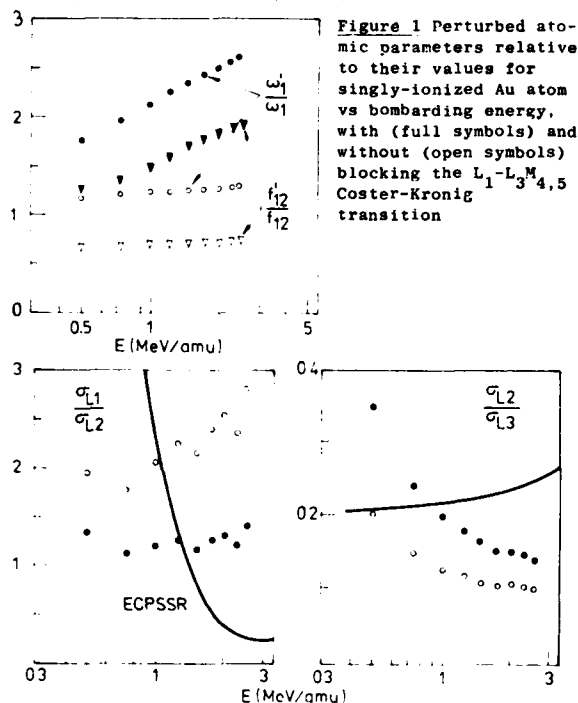 3
2
1
0
0.5
1
5
E (MeV/amu)
ω'1
ω1
f'12
f12
Figure 1 Perturbed ato-
mic parameters relative
to their values for
singly-ionized Au atom
vs bombarding energy,
with (full symbols) and
without (open symbols)
blocking the L1-L3M4,5
Coster-Kronig
transition
3
2
1
0
σL1
σL2
ECPSSR
03
1
3
E (MeV/amu)
04
02
σL2
σL3
03
1
3
E (MeV/amu)